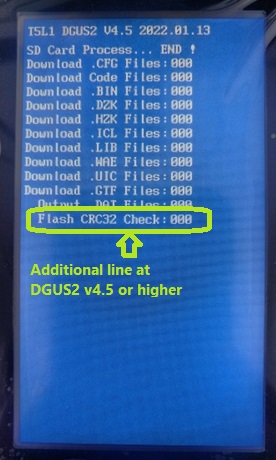 T5L1 DGUS2 V4.5 2022.01.13
SD Card Process... END !
Download .CFG Files:000
Download Code Files:000
Download .BIN Files:000
Download .DZK Files:000
Download .HZK Files:000
Download .ICL Files:000
Download .LIB Files:000
Download .WAE Files:000
Download .UIC Files:000
Download .GTF Files:000
Output .DAT Files:000
Flash CRC32 Check:000
Additional line at
DGUS2 v4.5 or higher